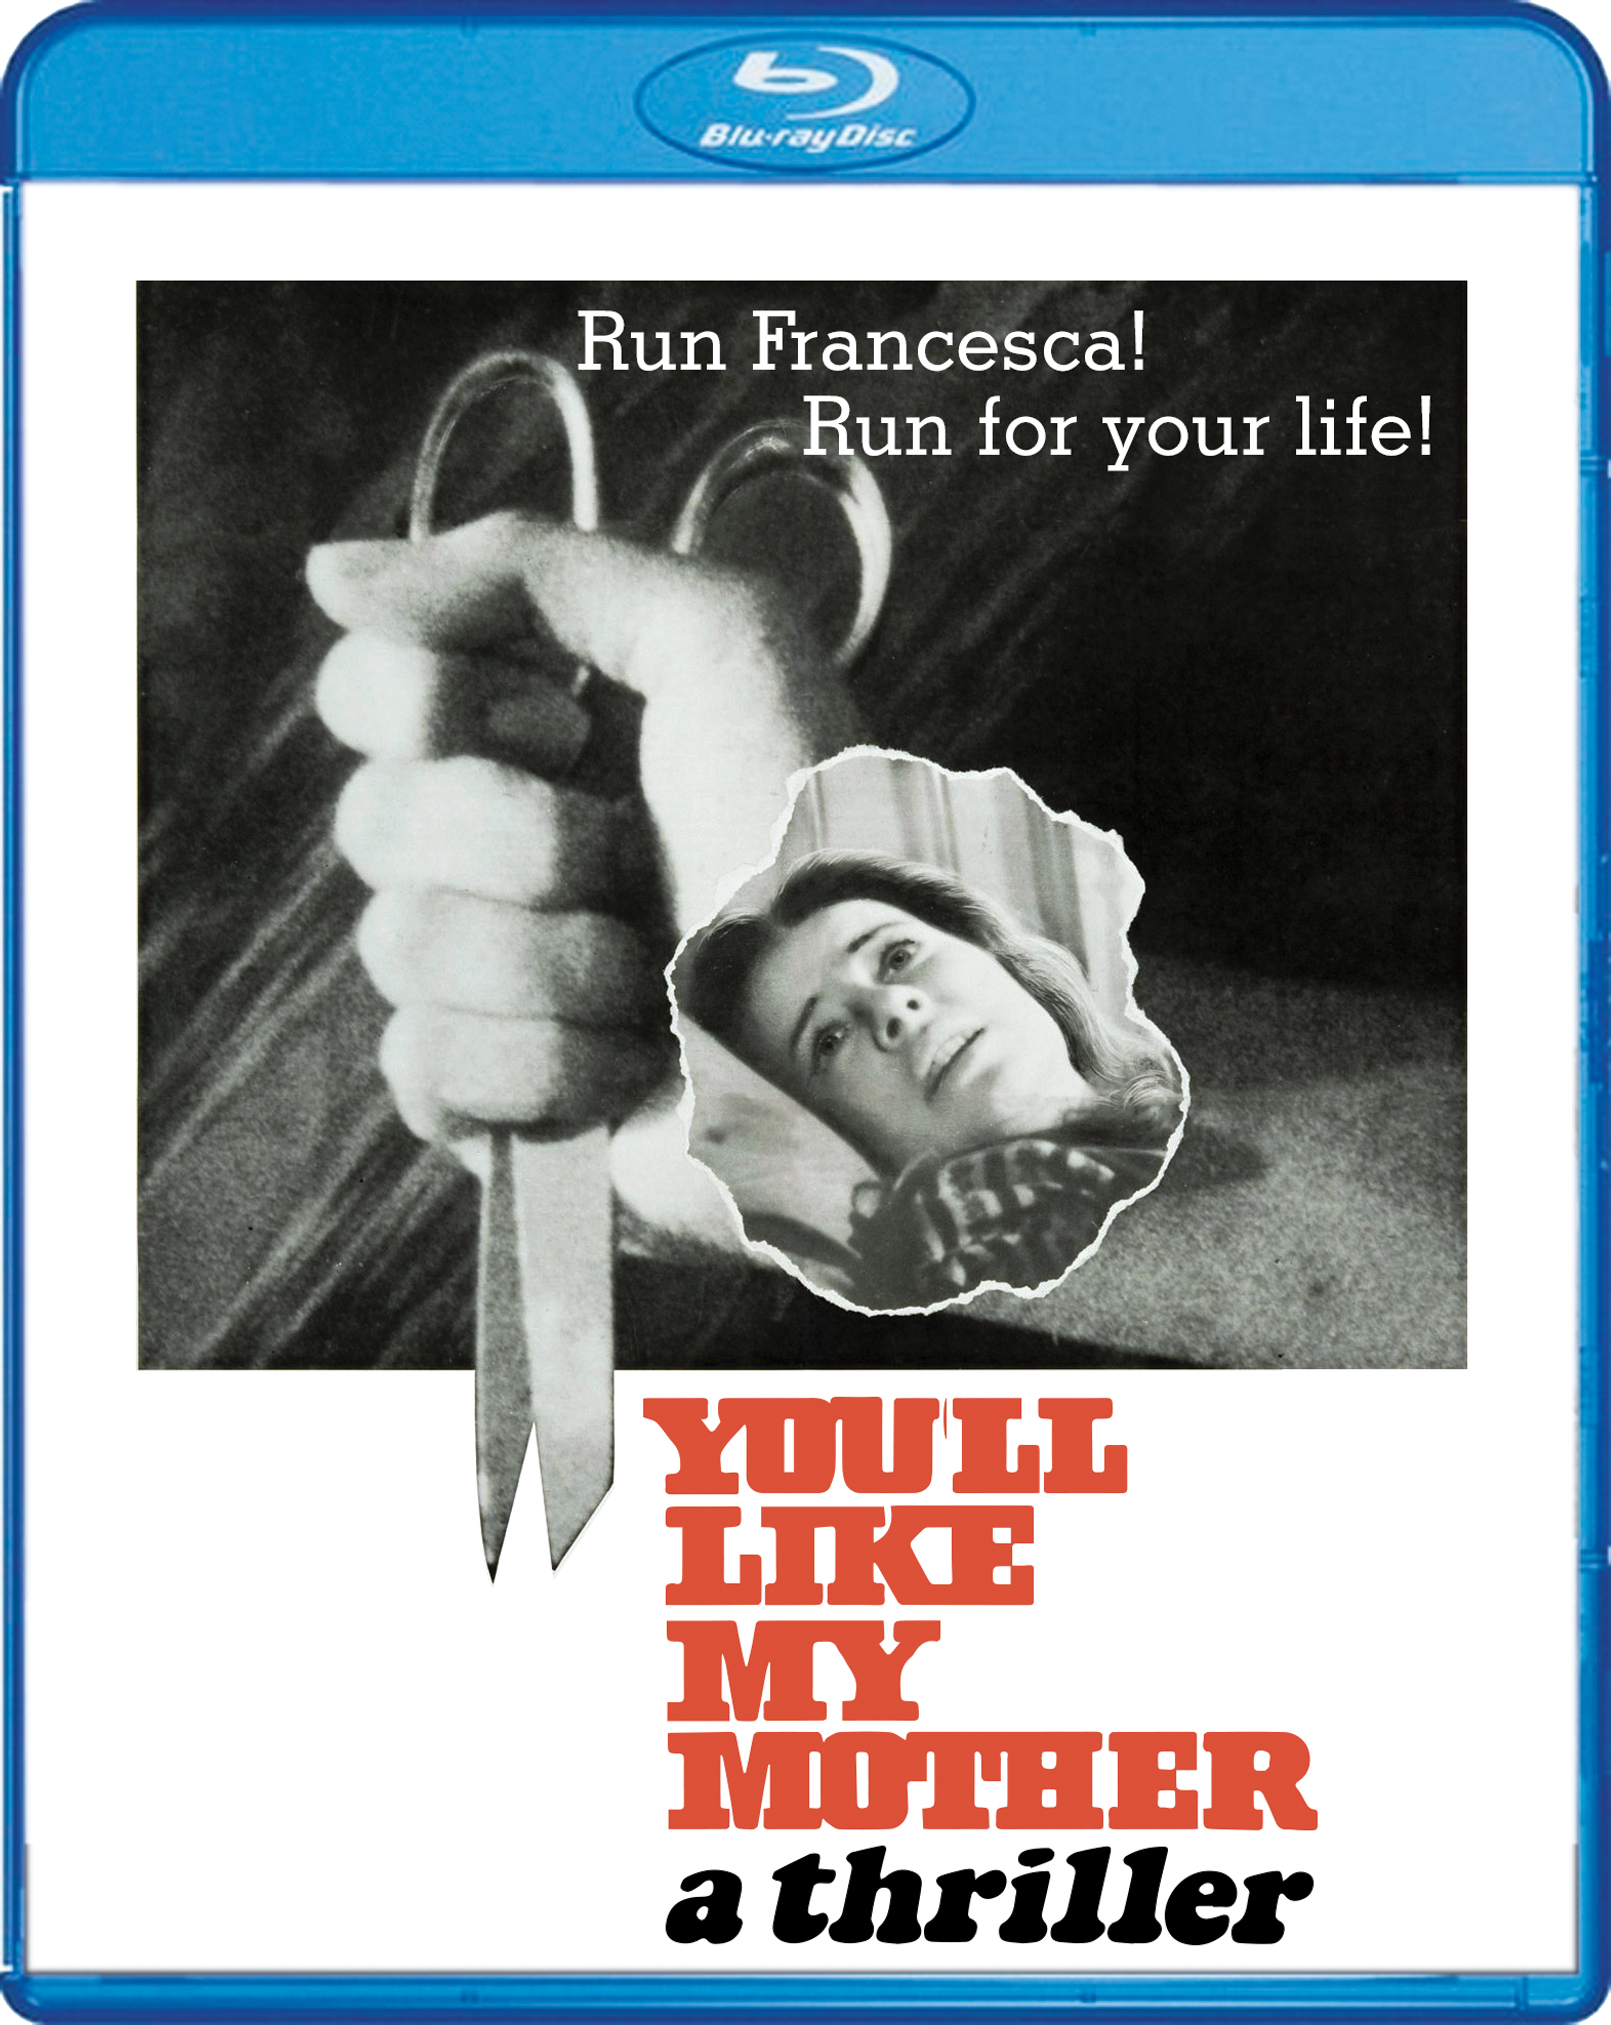 Blu-ray Disc
Run Francesca!
Run for your life!
YOU'LL
LIKE
MY
MOTHER
a thriller